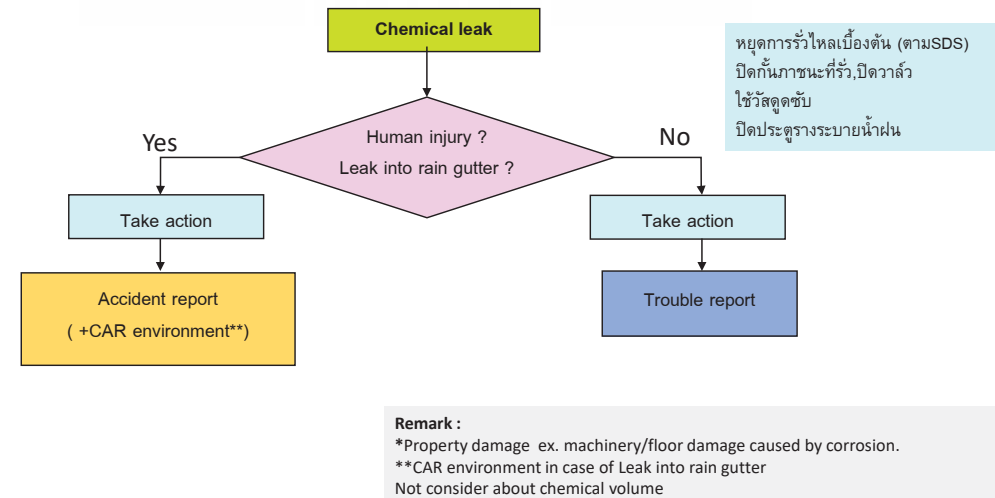 Chemical leak
หยุดการรั่วไหลเบื้องต้น (ตามSDS)
ปิดกั้นภาชนะที่รั่ว,ปิดวาล์ว
ใช้วัสดูดซับ
ปิดประตูรางระบายน้ำฝน
Human injury ?
Leak into rain gutter ?
Yes
No
Take action
Take action
Accident report
( +CAR environment**)
Trouble report
Remark :
*Property damage ex. machinery/floor damage caused by corrosion.
**CAR environment in case of Leak into rain gutter
Not consider about chemical volume